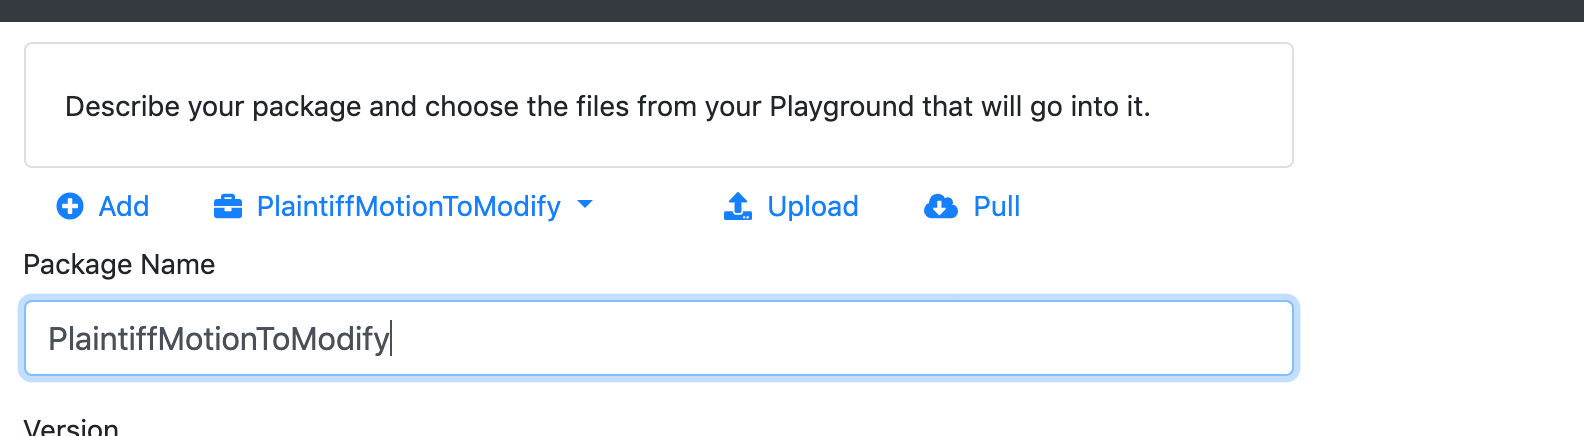 Describe your package and choose the files from your Playground that will go into it.
Add PlaintiffMotionToModify Upload Pull
Package Name
PlaintiffMotionToModify
Version